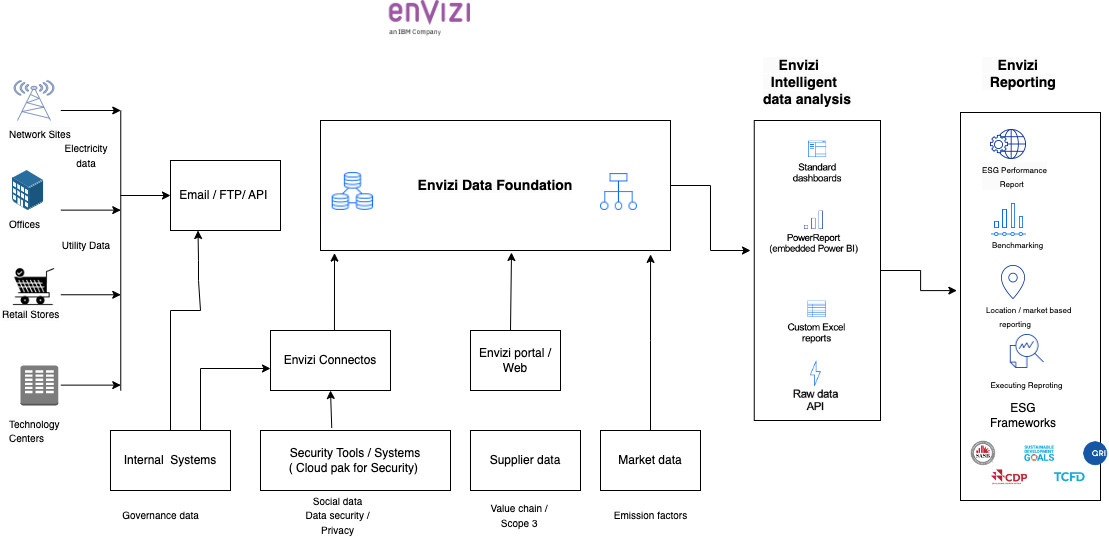 enVIZI
an IBM Company
Envizi
Intelligent
data analysis
Envizi
Reporting
Network Sites
Electricity
data
Offices
Utility Data
Retail Stores
Technology
Centers
Email / FTP/ API
Envizi Data Foundation
Envizi Connectos
Envizi portal /
Web
Internal Systems
Governance data
Security Tools / Systems
( Cloud pak for Security)
Social data
Data security /
Privacy
Supplier data
Value chain /
Scope 3
Market data
Emission factors
Standard
dashboards
PowerReport
(embedded Power BI)
Custom Excel
reports
Raw data
API
ESG Performance
Report
Benchmarking
Location / market based
reporting
Executing Reproting
ESG
Frameworks
SASB
SUSTAINABLE
DEVELOPMENT
GOALS
GRI
CDP
TCFD